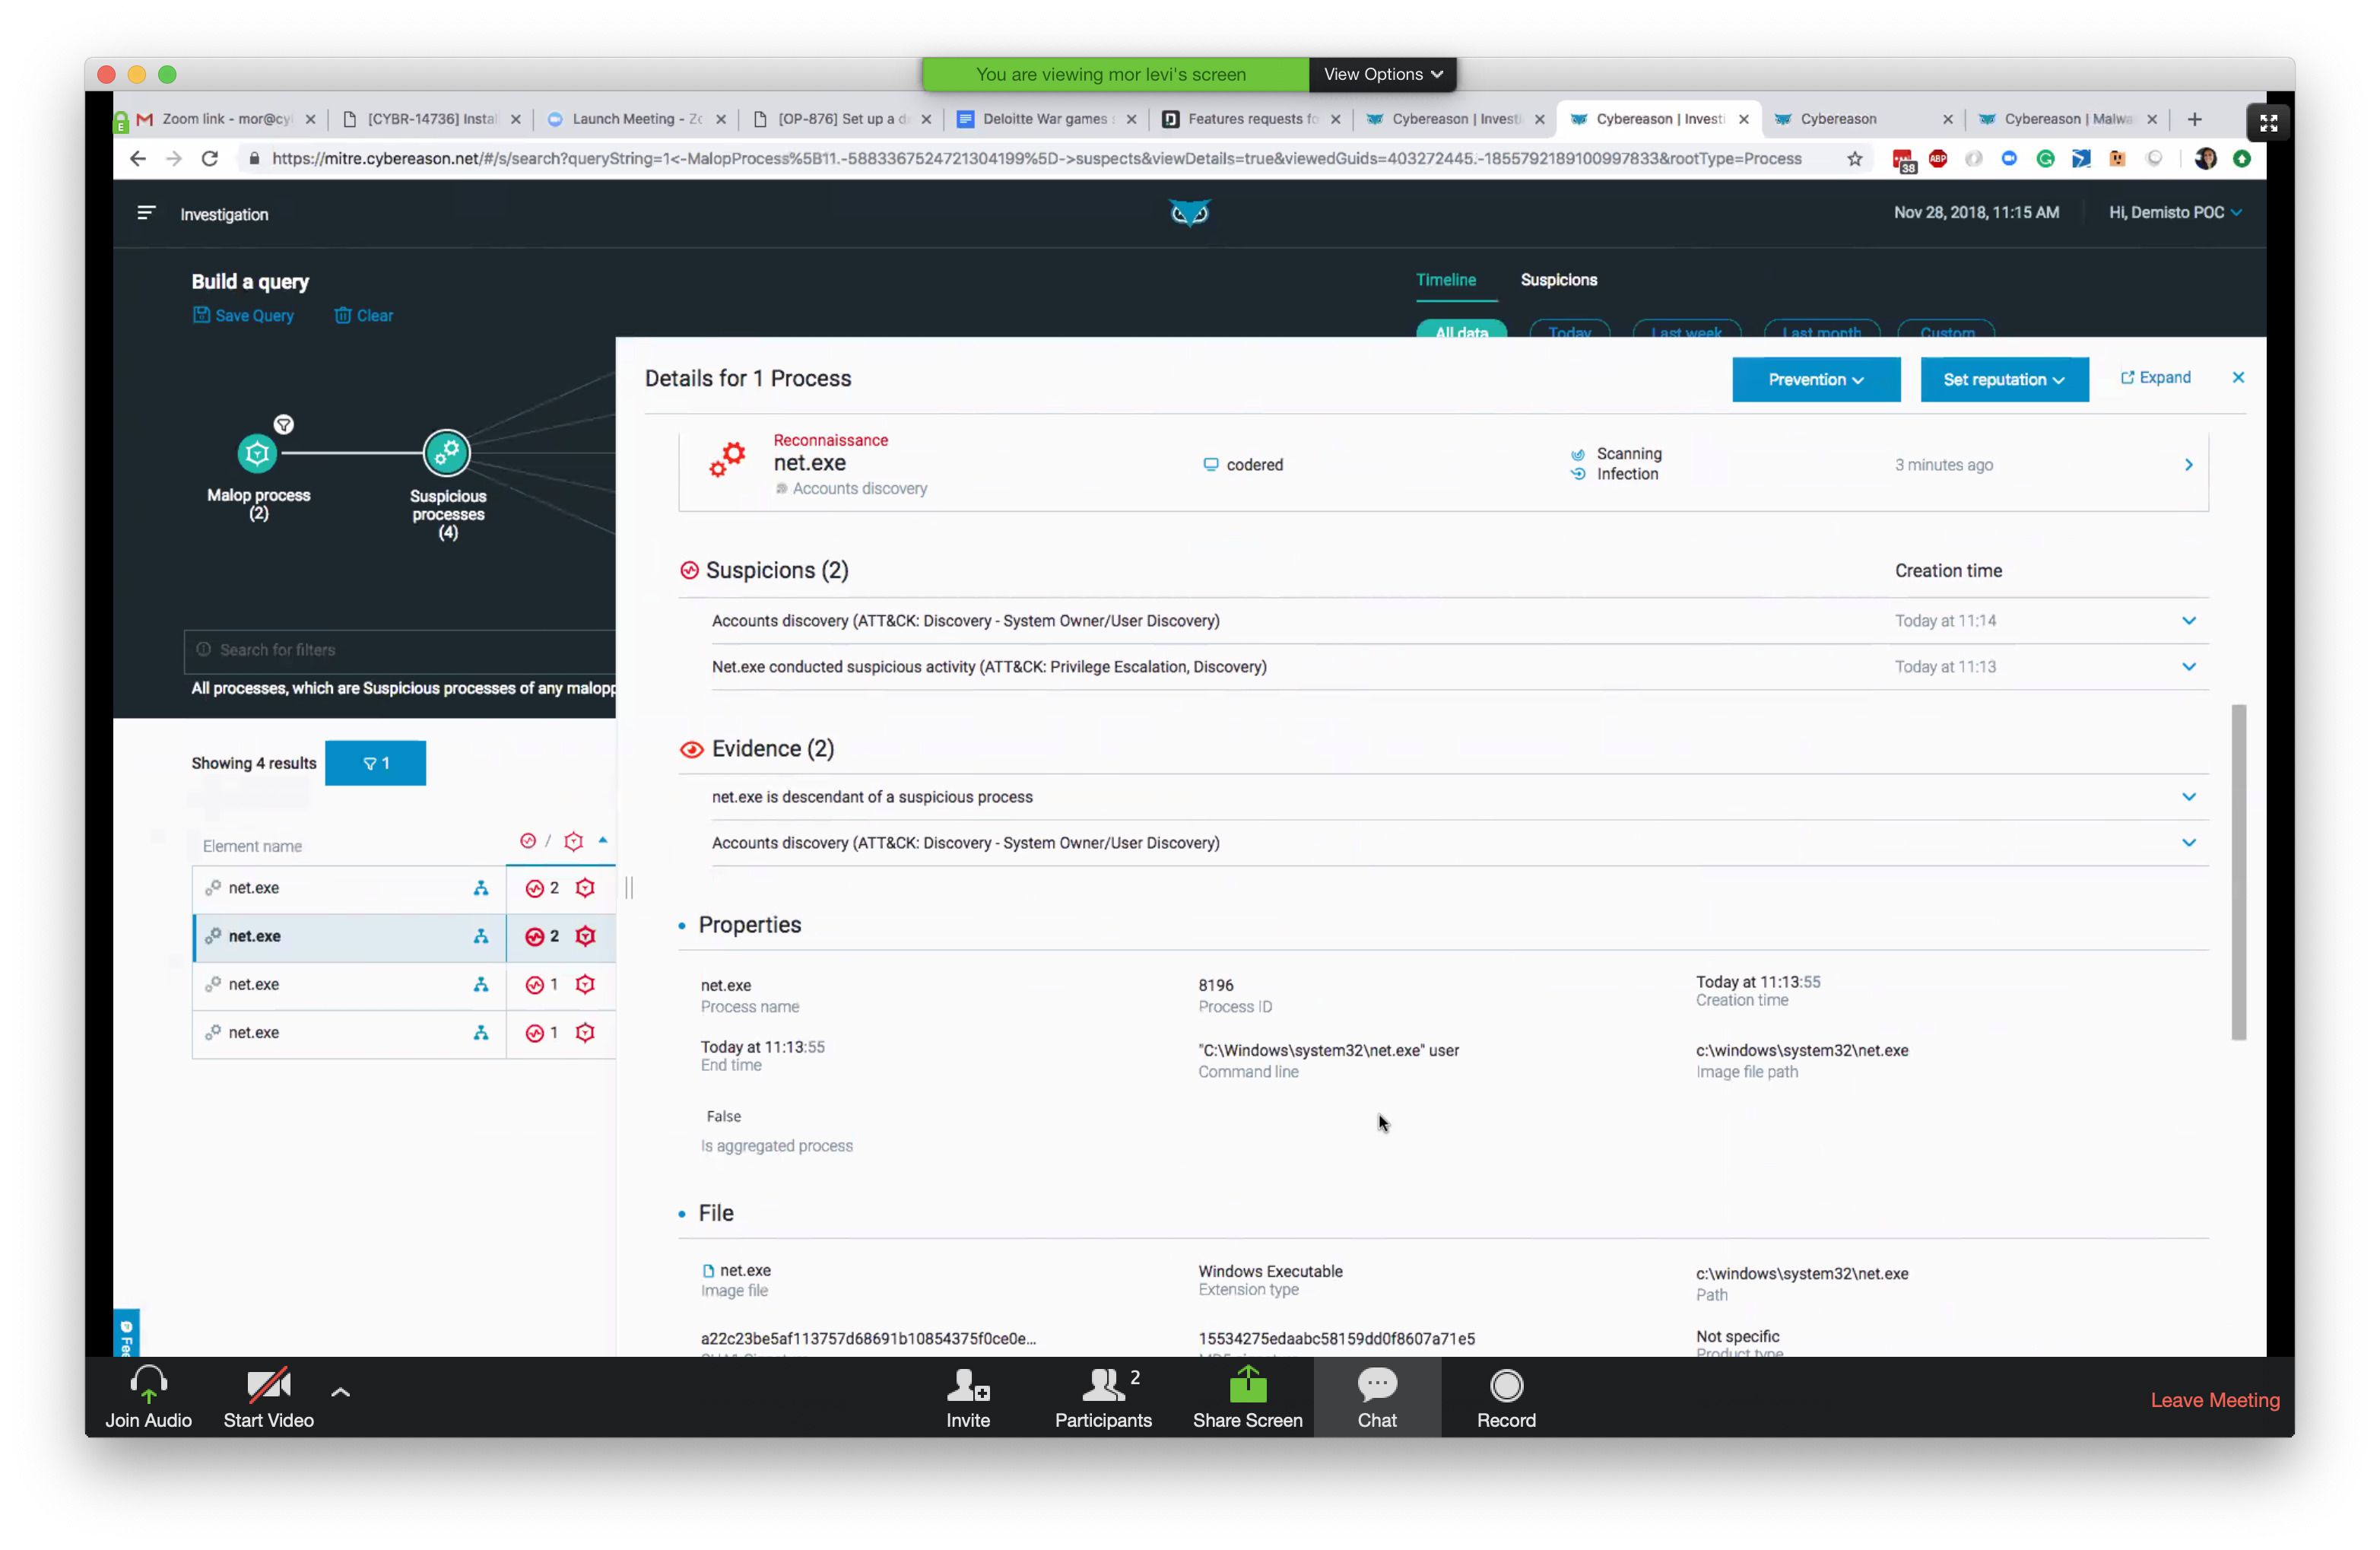 You are viewing mor levi's screen
View Options
Zoom link - mor@cy
[CYBR-14736] Instal
Launch Meeting - Zo
[OP-876] Set up a d
Deloitte War games
Features requests fo
Cybereason | Investi
Cybereason | Investi
Cybereason
Cybereason | Malwa
https://mitre.cybereason.net/#/s/search?queryString=1<-MalopProcess%5B11.-5883367524721304199%5D->suspects&viewDetails=true&viewedGuids=403272445.-1855792189100997833&rootType=Process
38
ABP
Investigation
Nov 28, 2018, 11:15 AM
Hi, Demisto POC
Build a query
Save Query
Clear
Timeline
Suspicions
All data
Today
Last week
Last month
Custom
Malop process
(2)
Suspicious
processes
(4)
Search for filters
All processes, which are Suspicious processes of any malopp
Showing 4 results
1
Element name
/
net.exe
2
net.exe
2
net.exe
1
net.exe
1
Details for 1 Process
Prevention
Set reputation
Expand
Reconnaissance
net.exe
Accounts discovery
codered
Scanning
Infection
3 minutes ago
Suspicions (2)
Creation time
Accounts discovery (ATT&CK: Discovery - System Owner/User Discovery)
Today at 11:14
Net.exe conducted suspicious activity (ATT&CK: Privilege Escalation, Discovery)
Today at 11:13
Evidence (2)
net.exe is descendant of a suspicious process
Accounts discovery (ATT&CK: Discovery - System Owner/User Discovery)
Properties
net.exe
Process name
8196
Process ID
Today at 11:13:55
Creation time
Today at 11:13:55
End time
"C:\Windows\system32\net.exe" user
Command line
c:\windows\system32\net.exe
Image file path
False
Is aggregated process
File
net.exe
Image file
Windows Executable
Extension type
c:\windows\system32\net.exe
Path
a22c23be5af113757d68691b10854375f0ce0e...
15534275edaabc58159dd0f8607a71e5
Not specific
Product type
Fee
Join Audio
Start Video
Invite
Participants
2
Share Screen
Chat
Record
Leave Meeting